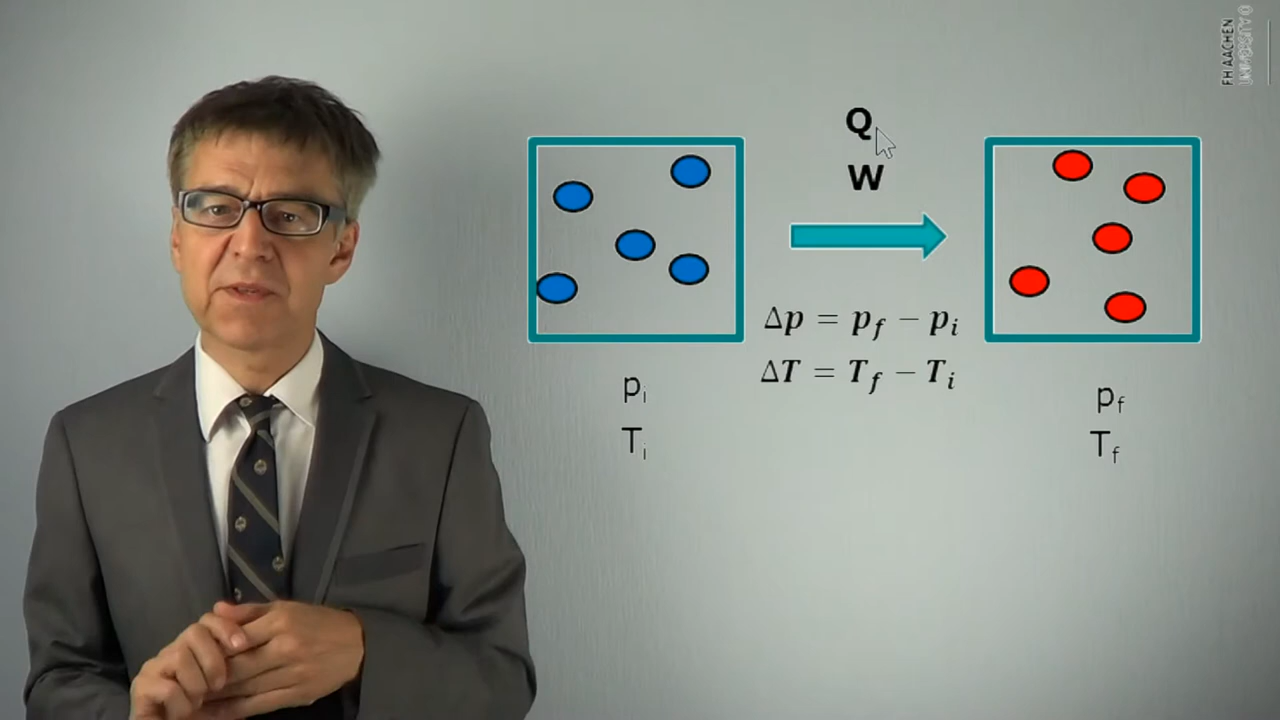 Q
W
Δp = p_f − p_i
ΔT = T_f − T_i
p_i
T_i
p_f
T_f
FH AACHEN